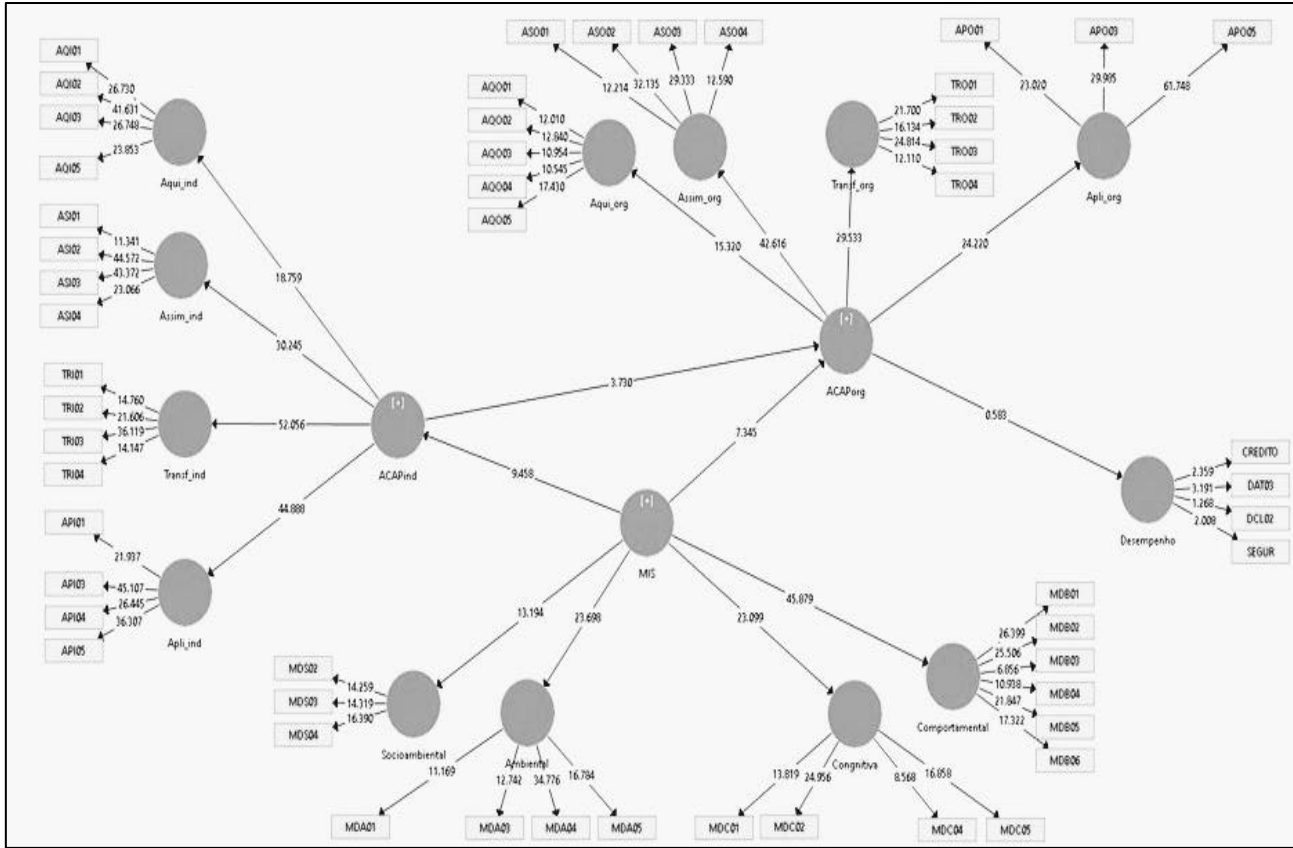 AQI01
AQI02
AQI03
AQI05
26.730
41.631
26.748
23.853
Aqui_ind
ASI01
ASI02
ASI03
ASI04
11.341
44.572
43.372
23.066
Assim_ind
TRI01
TRI02
TRI03
TRI04
14.760
21.606
36.119
14.147
Transf_ind
API01
API03
API04
API05
21.937
45.107
26.445
36.307
Apli_ind
18.759
30.245
52.056
44.888
[+]
ACAPind
AQO01
AQO02
AQO03
AQO04
AQO05
12.010
12.840
10.954
10.545
17.430
Aqui_org
ASO01
ASO02
ASO03
ASO04
12.214
32.135
29.333
12.590
Assim_org
TRO01
TRO02
TRO03
TRO04
21.700
16.134
24.814
12.110
Transf_org
APO01
APO03
APO05
23.020
29.985
61.748
Apli_org
15.320
42.616
29.533
24.220
[+]
ACAPorg
3.730
7.345
9.458
0.583
[+]
MIS
CREDITO
DAT03
DCL02
SEGUR
2.359
3.191
1.268
2.008
Desempenho
13.194
23.698
23.099
45.879
MDS02
MDS03
MDS04
14.259
14.319
16.390
Socioambiental
Ambiental
11.169
12.742
34.776
16.784
MDA01
MDA03
MDA04
MDA05
Congnitiva
13.819
24.956
8.568
16.858
MDC01
MDC02
MDC04
MDC05
Comportamental
26.399
25.506
6.856
10.938
21.847
17.322
MDB01
MDB02
MDB03
MDB04
MDB05
MDB06